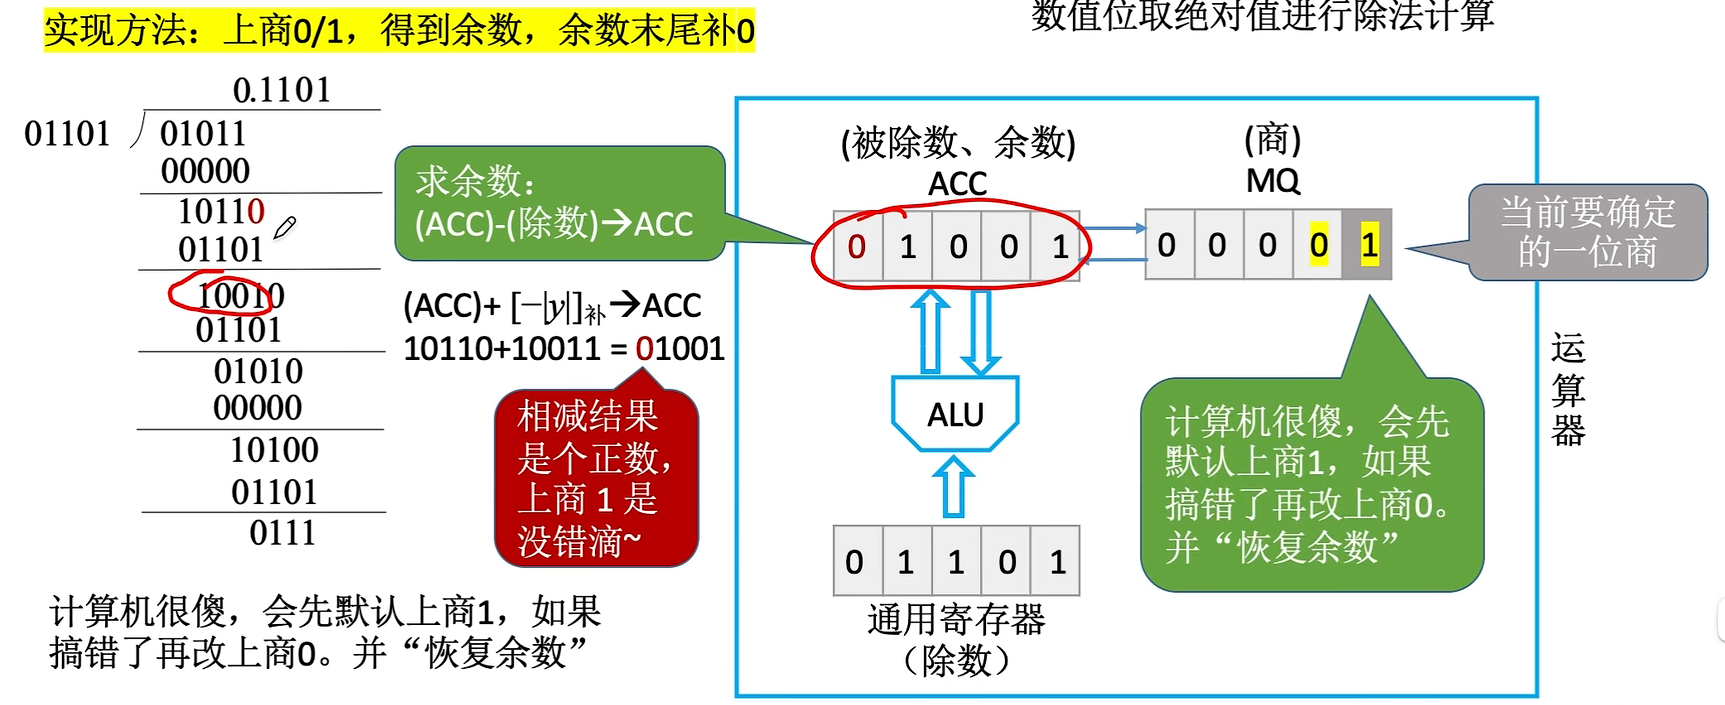 实现方法：上商0/1，得到余数，余数末尾补0
数值位取绝对值进行除法计算
0.1101
01101
01011
00000
10110
01101
10010
01101
01010
00000
10100
01101
0111
计算机很傻，会先默认上商1，如果
搞错了再改上商0。并“恢复余数”
求余数：
(ACC)-(除数)→ACC
(ACC)+ [−|y|]补→ACC
10110+10011 = 01001
相减结果
是个正数，
上商 1 是
没错滴~
(被除数、余数)
ACC
0 1 0 0 1
(商)
MQ
0 0 0 0 1
当前要确定
的一位商
ALU
0 1 1 0 1
通用寄存器
（除数）
计算机很傻，会先
默认上商1，如果
搞错了再改上商0。
并“恢复余数”
运
算
器